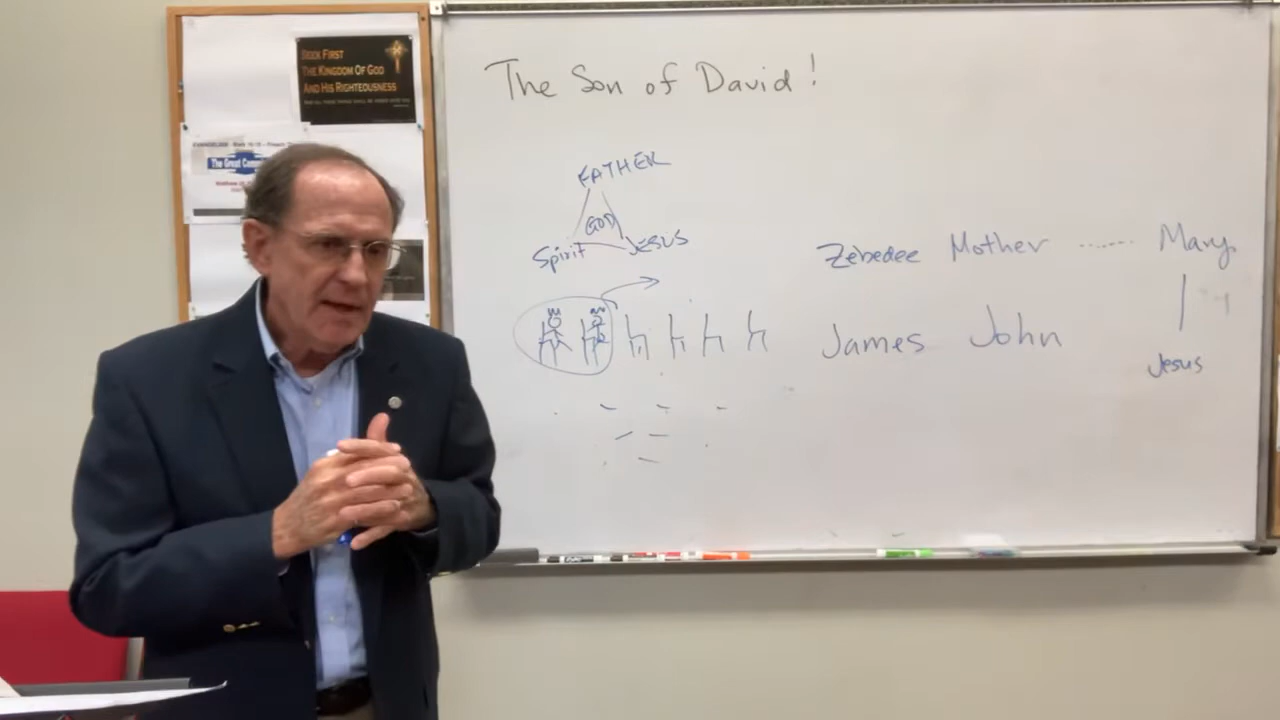 SEEK FIRST
THE KINGDOM OF GOD
AND HIS RIGHTEOUSNESS
The Great Com
The Son of David!
FATHER
GOD
Spirit JESUS
Zebedee Mother ........ Mary
James John
Jesus